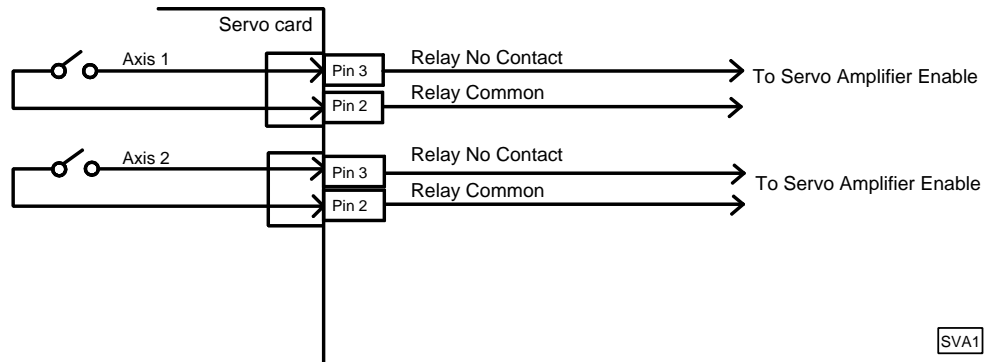 Servo card
Axis 1
Pin 3
Relay No Contact
To Servo Amplifier Enable
Pin 2
Relay Common
Axis 2
Pin 3
Relay No Contact
To Servo Amplifier Enable
Pin 2
Relay Common
SVA1